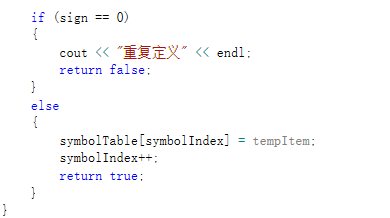 if (sign == 0)
{
cout << "重复定义" << endl;
return false;
}
else
{
symbolTable[symbolIndex] = tempItem;
symbolIndex++;
return true;
}
}